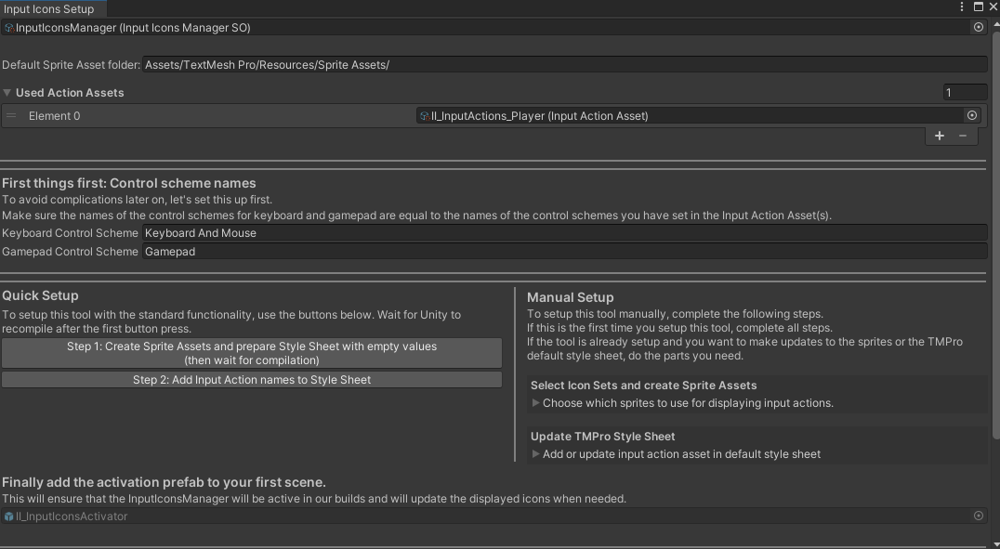 Input Icons Setup
InputIconsManager (Input Icons Manager SO)
Default Sprite Asset folder: Assets/TextMesh Pro/Resources/Sprite Assets/
Used Action Assets 1
Element 0 II_InputActions_Player (Input Action Asset)
+ −
First things first: Control scheme names
To avoid complications later on, let's set this up first.
Make sure the names of the control schemes for keyboard and gamepad are equal to the names of the control schemes you have set in the Input Action Asset(s).
Keyboard Control Scheme Keyboard And Mouse
Gamepad Control Scheme Gamepad
Quick Setup
To setup this tool with the standard functionality, use the buttons below. Wait for Unity to
recompile after the first button press.
Step 1: Create Sprite Assets and prepare Style Sheet with empty values
(then wait for compilation)
Step 2: Add Input Action names to Style Sheet
Manual Setup
To setup this tool manually, complete the following steps.
If this is the first time you setup this tool, complete all steps.
If the tool is already setup and you want to make updates to the sprites or the TMPro
default style sheet, do the parts you need.
Select Icon Sets and create Sprite Assets
Choose which sprites to use for displaying input actions.
Update TMPro Style Sheet
Add or update input action asset in default style sheet
Finally add the activation prefab to your first scene.
This will ensure that the InputIconsManager will be active in our builds and will update the displayed icons when needed.
II_InputIconsActivator